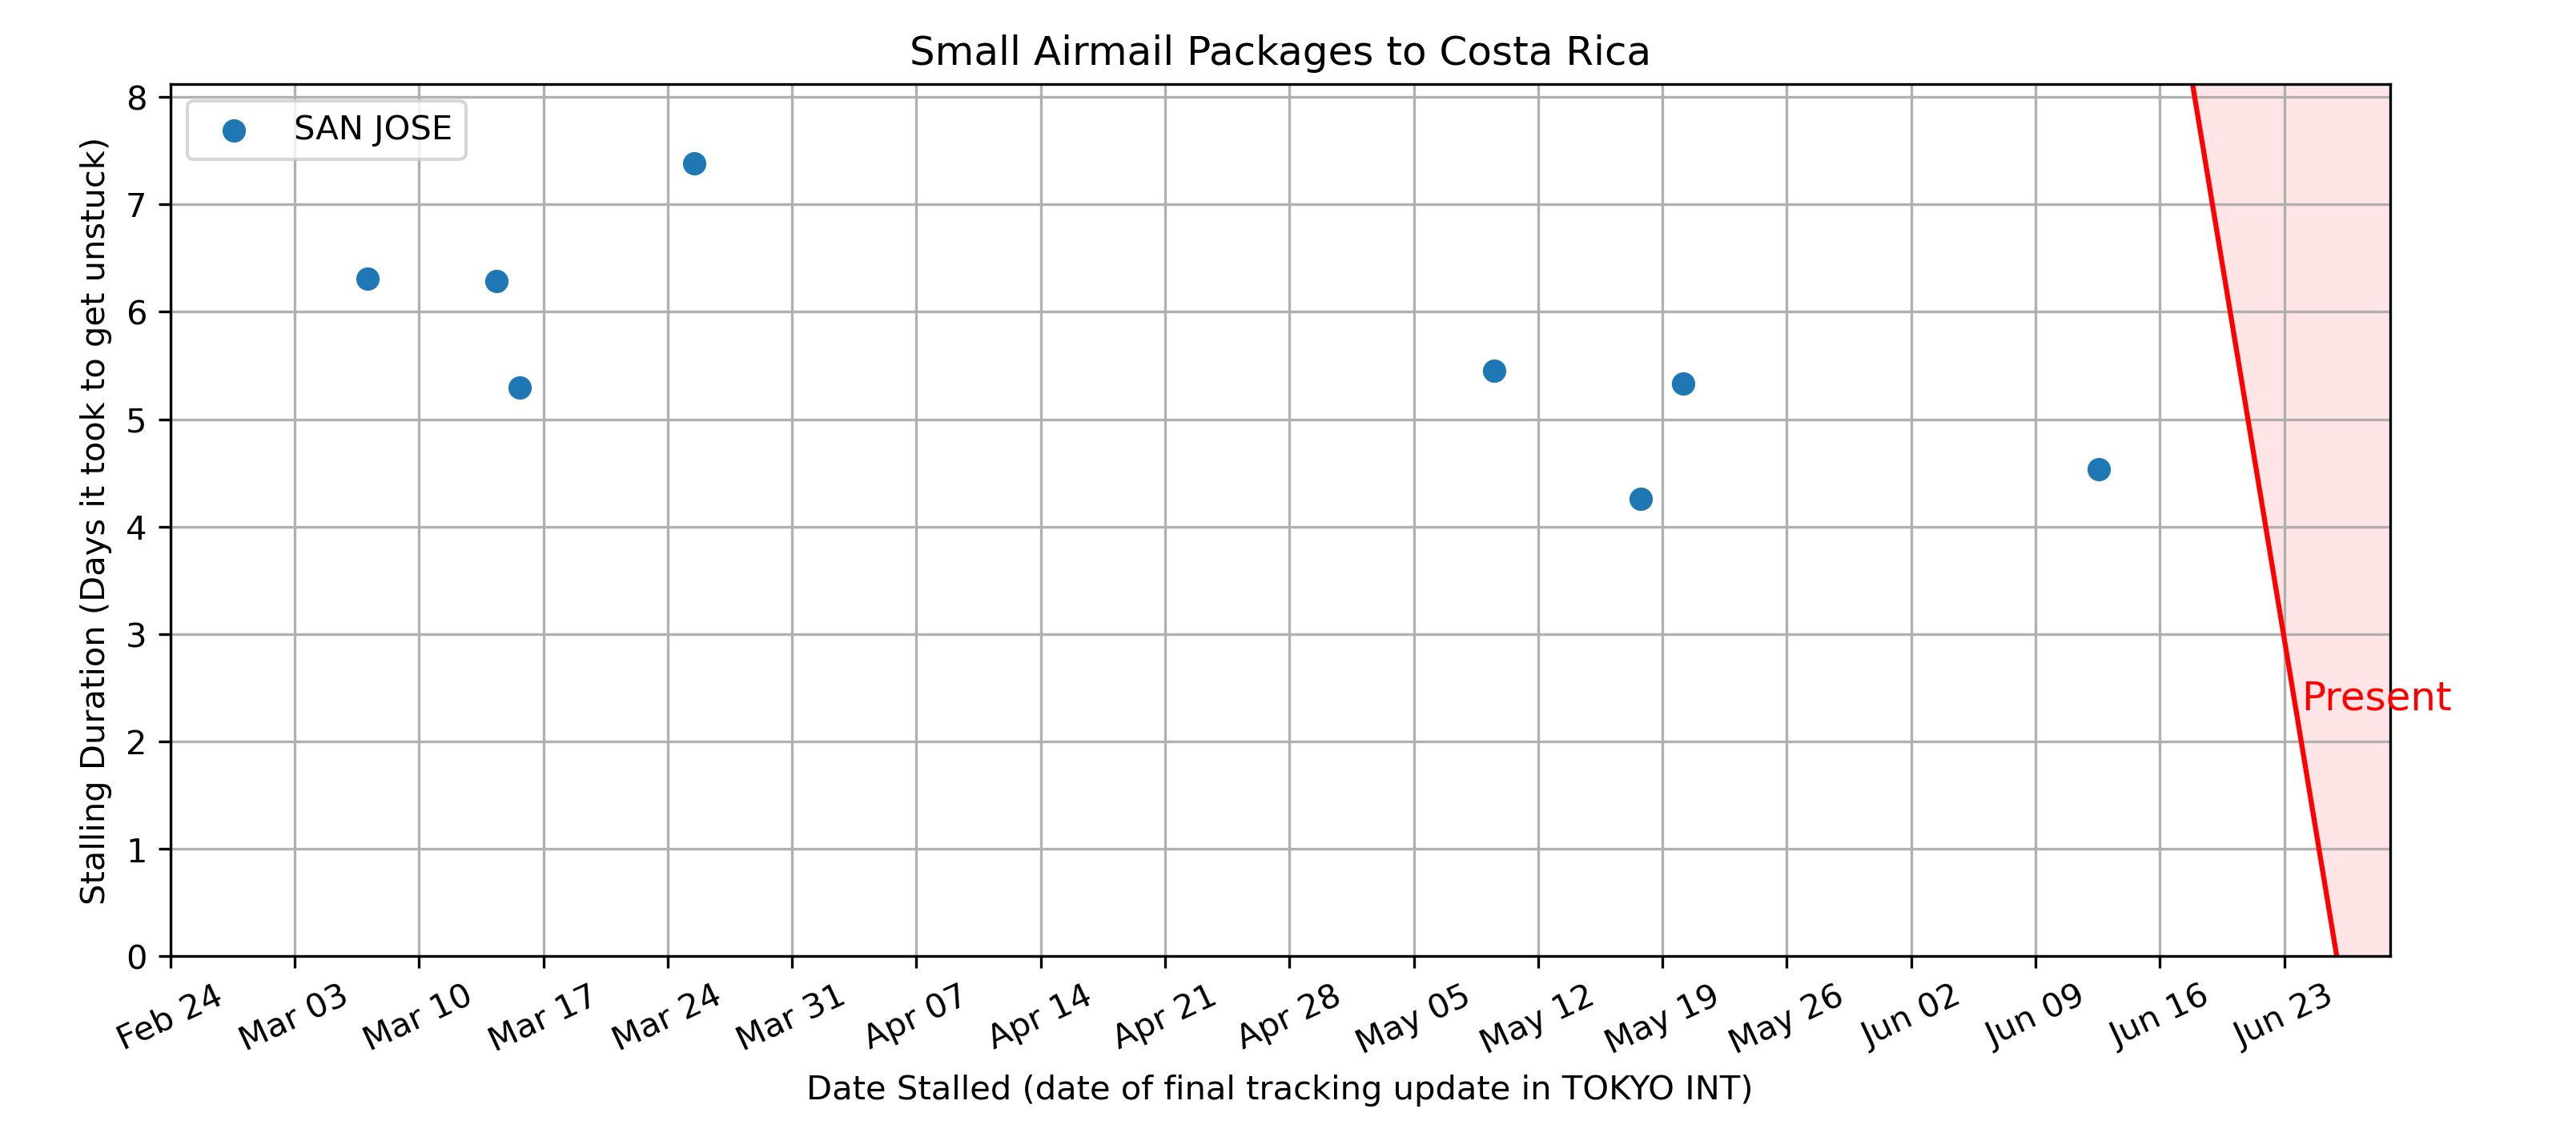 Small Airmail Packages to Costa Rica
SAN JOSE
Stalling Duration (Days it took to get unstuck)
8
7
6
5
4
3
2
1
0
Present
Feb 24
Mar 03
Mar 10
Mar 17
Mar 24
Mar 31
Apr 07
Apr 14
Apr 21
Apr 28
May 05
May 12
May 19
May 26
Jun 02
Jun 09
Jun 16
Jun 23
Date Stalled (date of final tracking update in TOKYO INT)